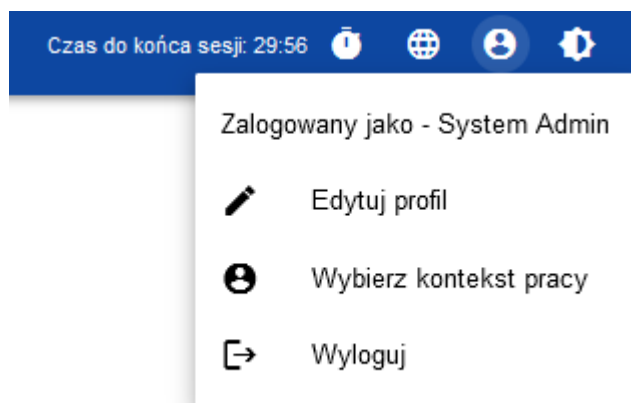 Czas do końca sesji: 29:56
Zalogowany jako - System Admin
Edytuj profil
Wybierz kontekst pracy
Wyloguj